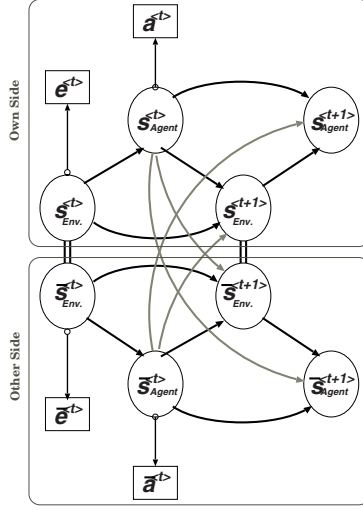 Own Side
a<t>
e<t>
s<t>Agent
s<t+1>Agent
s<t>Env.
s<t+1>Env.
Other Side
s̄<t>Env.
s̄<t+1>Env.
s̄<t>Agent
s̄<t+1>Agent
ē<t>
ā<t>